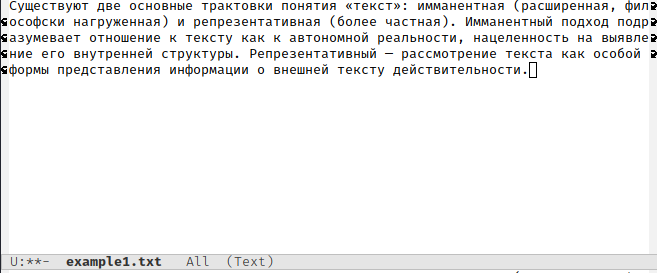 Существуют две основные трактовки понятия «текст»: имманентная (расширенная, фил
ософски нагруженная) и репрезентативная (более частная). Имманентный подход подр
азумевает отношение к тексту как к автономной реальности, нацеленность на выявле
ние его внутренней структуры. Репрезентативный — рассмотрение текста как особой
формы представления информации о внешней тексту действительности.
U:**-  example1.txt   All  (Text)